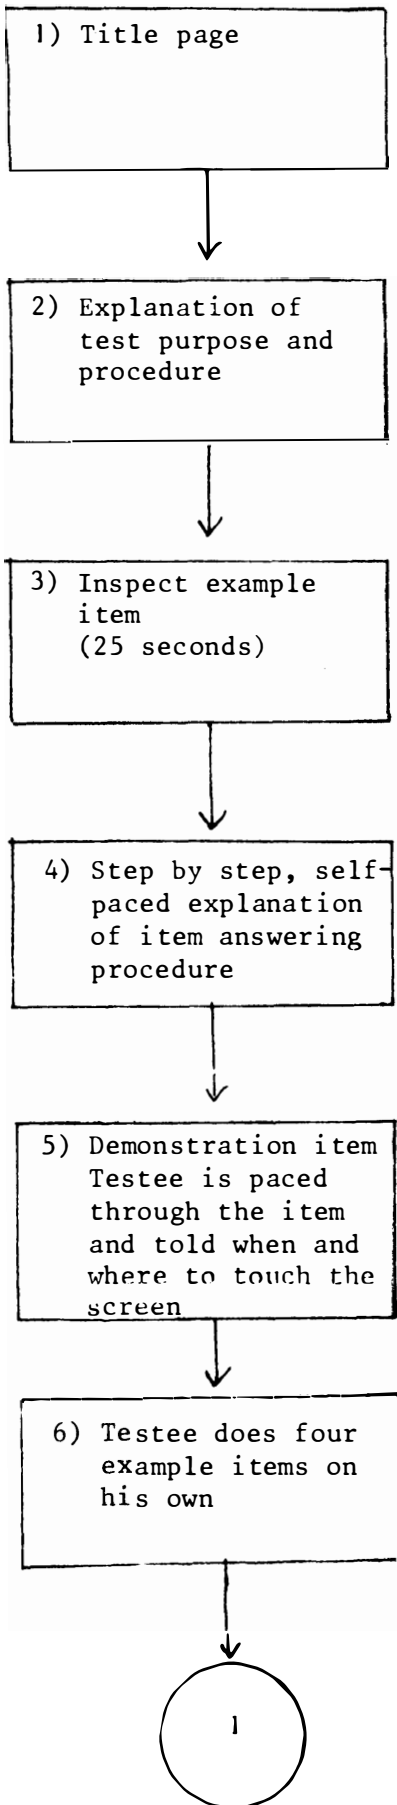 1) Title page
2) Explanation of
test purpose and
procedure
3) Inspect example
item
(25 seconds)
4) Step by step, self-
paced explanation
of item answering
procedure
5) Demonstration item
Testee is paced
through the item
and told when and
where to touch the
screen
6) Testee does four
example items on
his own
1